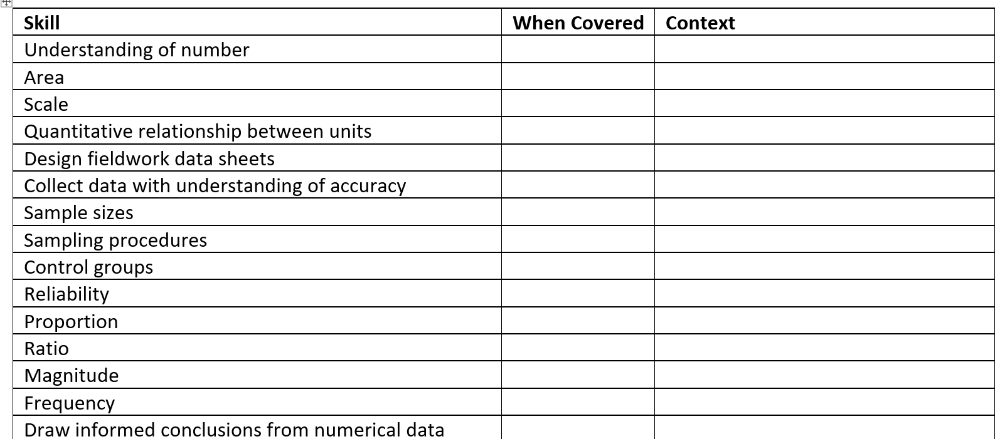 Skill When Covered Context
Understanding of number
Area
Scale
Quantitative relationship between units
Design fieldwork data sheets
Collect data with understanding of accuracy
Sample sizes
Sampling procedures
Control groups
Reliability
Proportion
Ratio
Magnitude
Frequency
Draw informed conclusions from numerical data